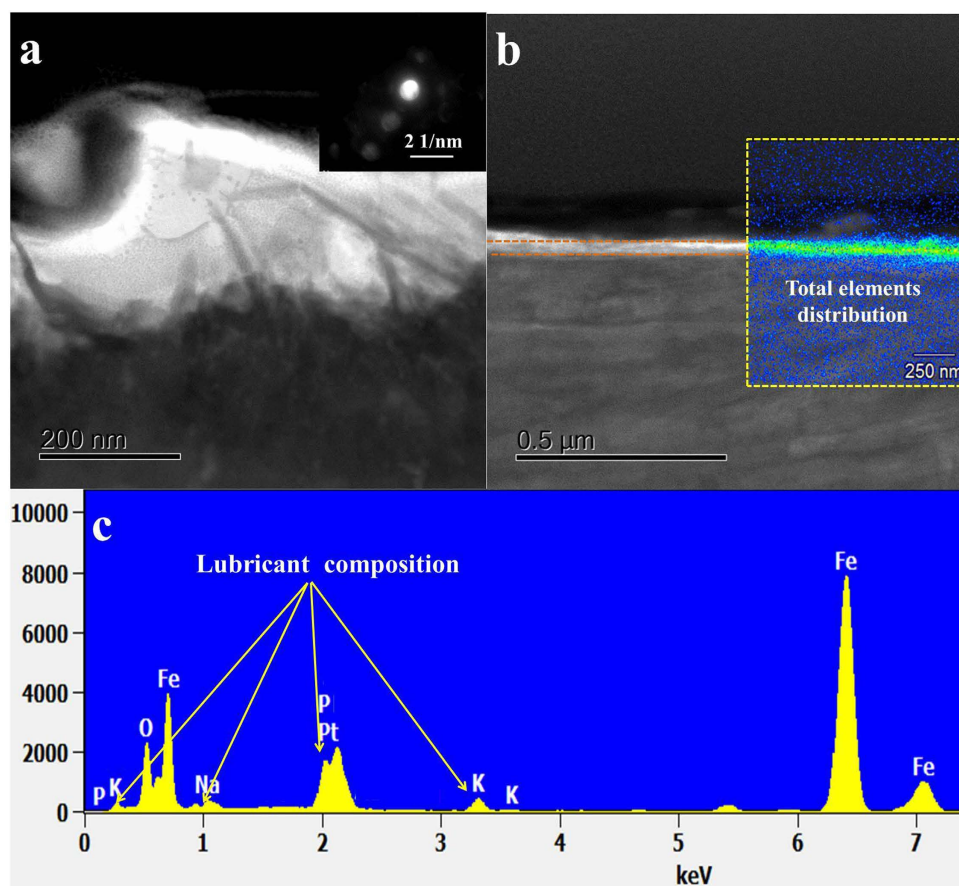 a
2 1/nm
200 nm
b
Total elements
distribution
250 nm
0.5 µm
c
Lubricant composition
10000
8000
6000
4000
2000
0
p K
O
Fe
Na
p
Pt
K
K
Fe
Fe
0 1 2 3 4 5 6 7
keV